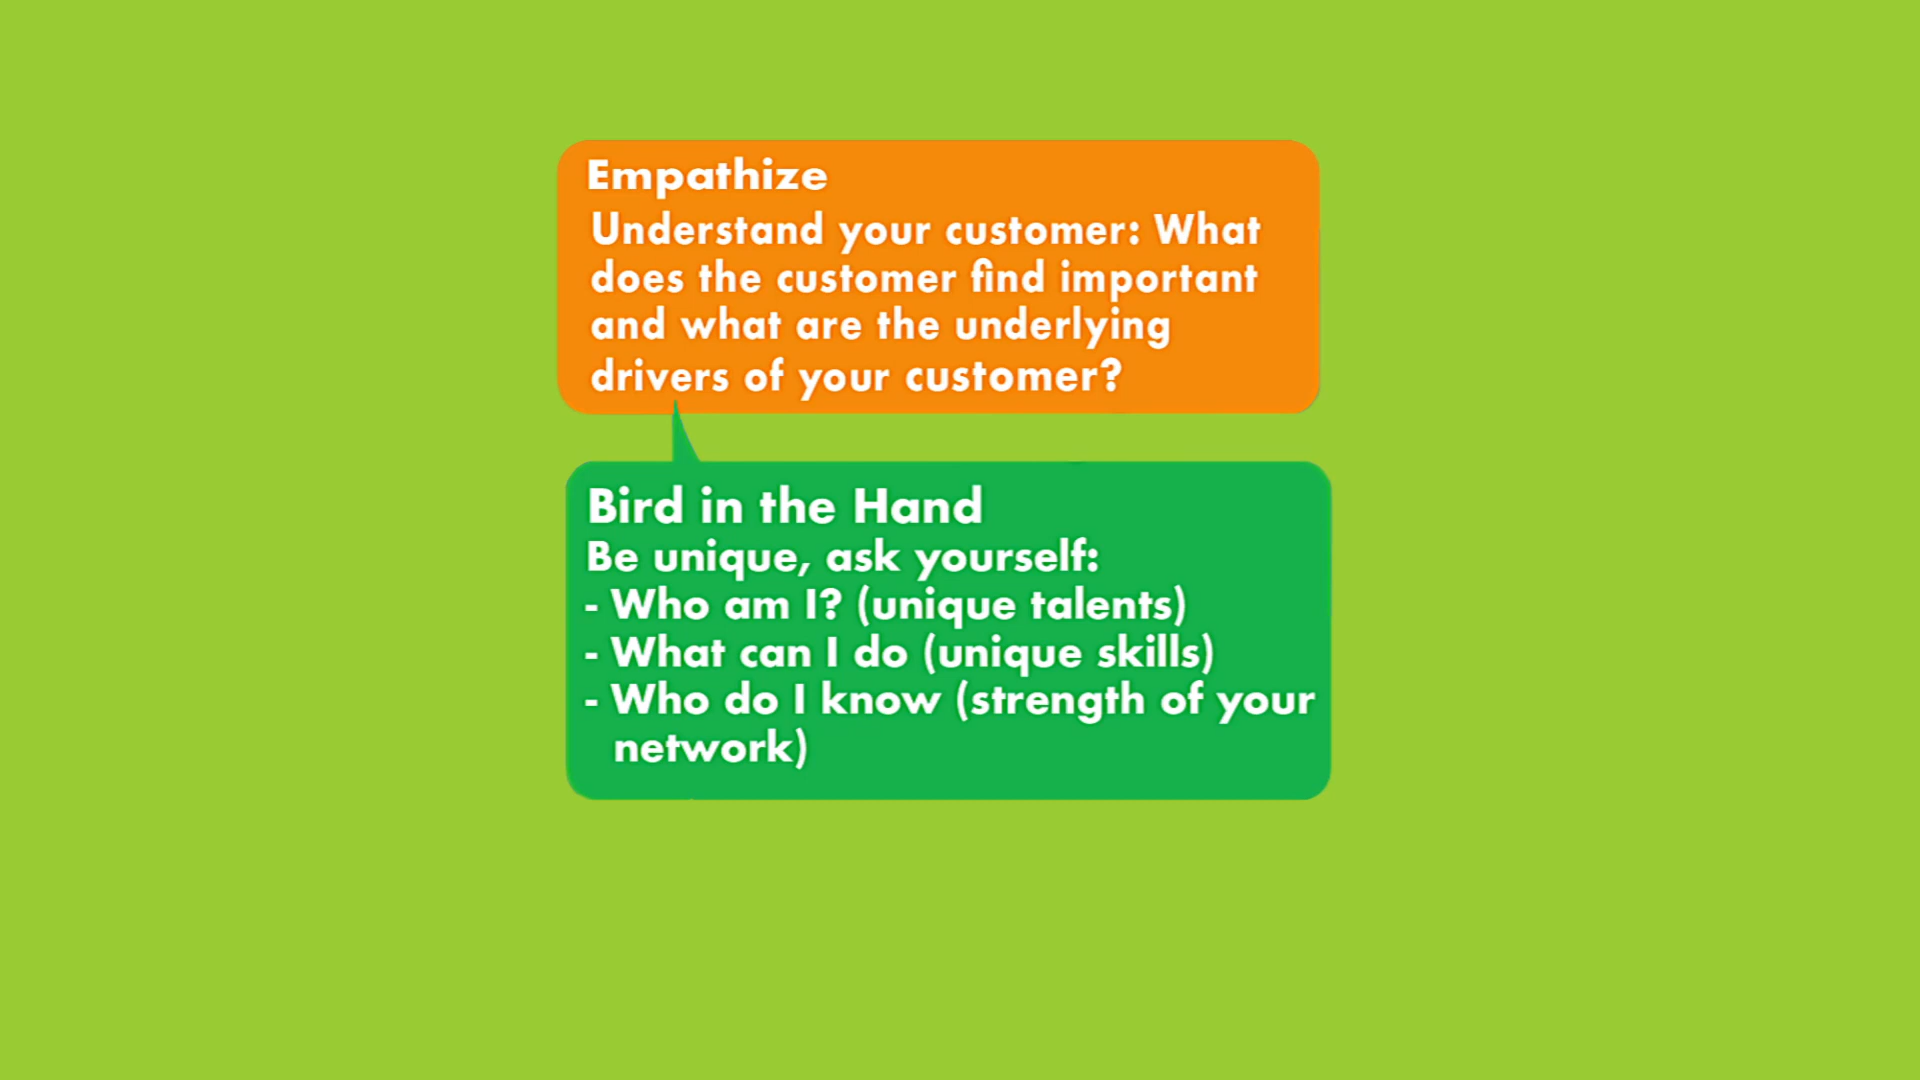 Empathize
Understand your customer: What
does the customer find important
and what are the underlying
drivers of your customer?
Bird in the Hand
Be unique, ask yourself:
- Who am I? (unique talents)
- What can I do (unique skills)
- Who do I know (strength of your
network)